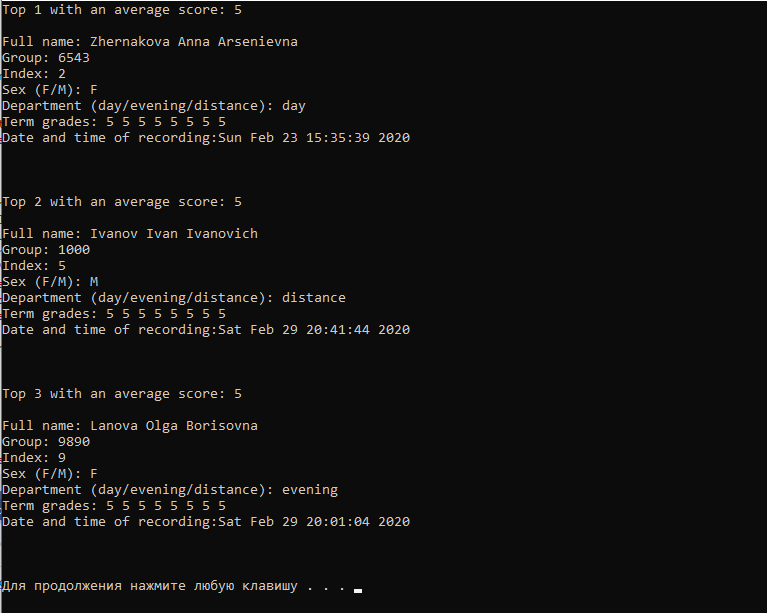 Top 1 with an average score: 5
Full name: Zhernakova Anna Arsenievna
Group: 6543
Index: 2
Sex (F/M): F
Department (day/evening/distance): day
Term grades: 5 5 5 5 5 5 5 5
Date and time of recording:Sun Feb 23 15:35:39 2020
Top 2 with an average score: 5
Full name: Ivanov Ivan Ivanovich
Group: 1000
Index: 5
Sex (F/M): M
Department (day/evening/distance): distance
Term grades: 5 5 5 5 5 5 5 5
Date and time of recording:Sat Feb 29 20:41:44 2020
Top 3 with an average score: 5
Full name: Lanova Olga Borisovna
Group: 9890
Index: 9
Sex (F/M): F
Department (day/evening/distance): evening
Term grades: 5 5 5 5 5 5 5 5
Date and time of recording:Sat Feb 29 20:01:04 2020
Для продолжения нажмите любую клавишу . . .